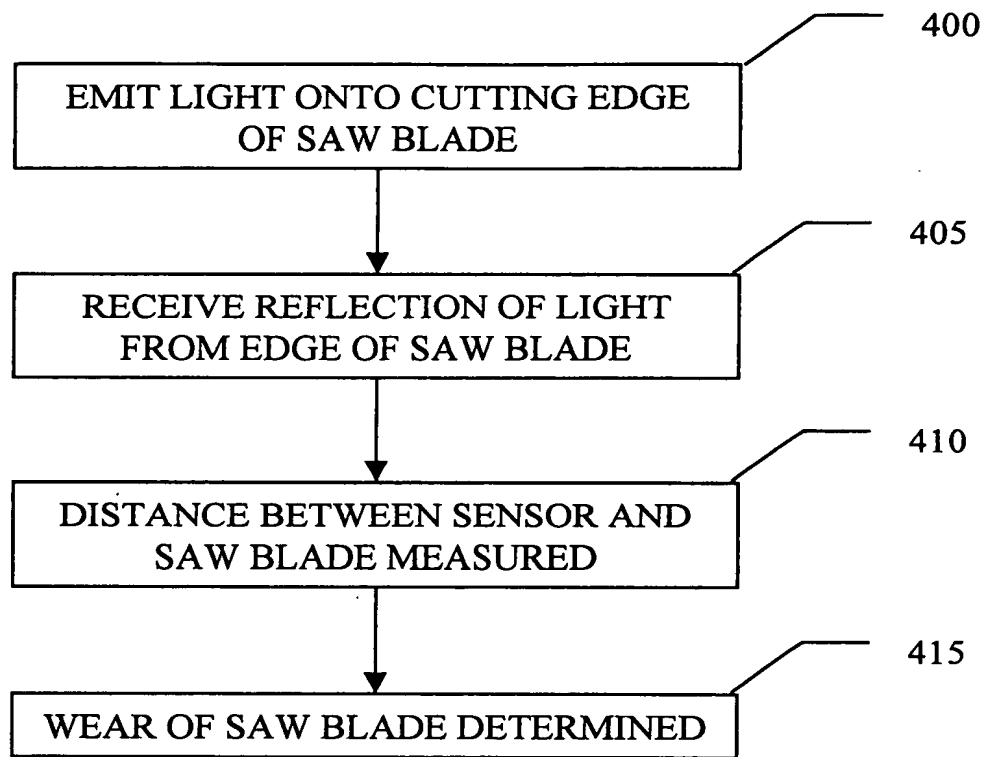 400
EMIT LIGHT ONTO CUTTING EDGE
OF SAW BLADE
405
RECEIVE REFLECTION OF LIGHT
FROM EDGE OF SAW BLADE
410
DISTANCE BETWEEN SENSOR AND
SAW BLADE MEASURED
415
WEAR OF SAW BLADE DETERMINED